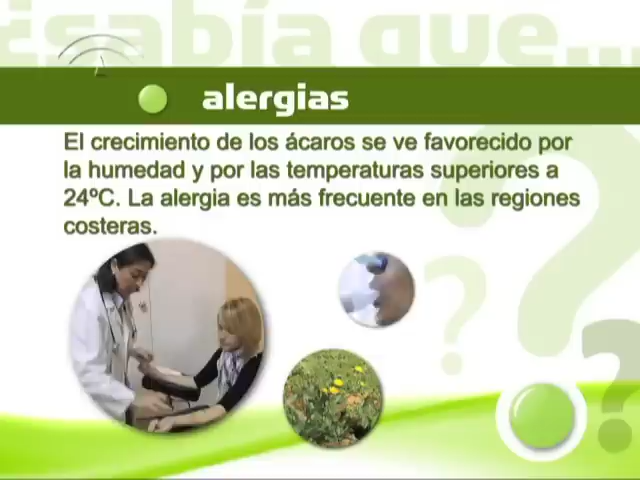 ¿sabía que...
alergias
El crecimiento de los ácaros se ve favorecido por
la humedad y por las temperaturas superiores a
24ºC. La alergia es más frecuente en las regiones
costeras.